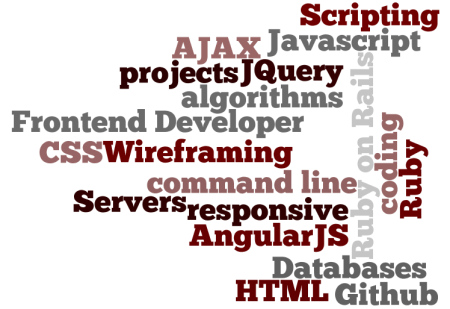 Scripting
Javascript
AJAX
projects
JQuery
algorithms
Frontend Developer
CSS
Wireframing
command line
Servers
responsive
AngularJS
Ruby on Rails
coding
Ruby
Databases
HTML
Github